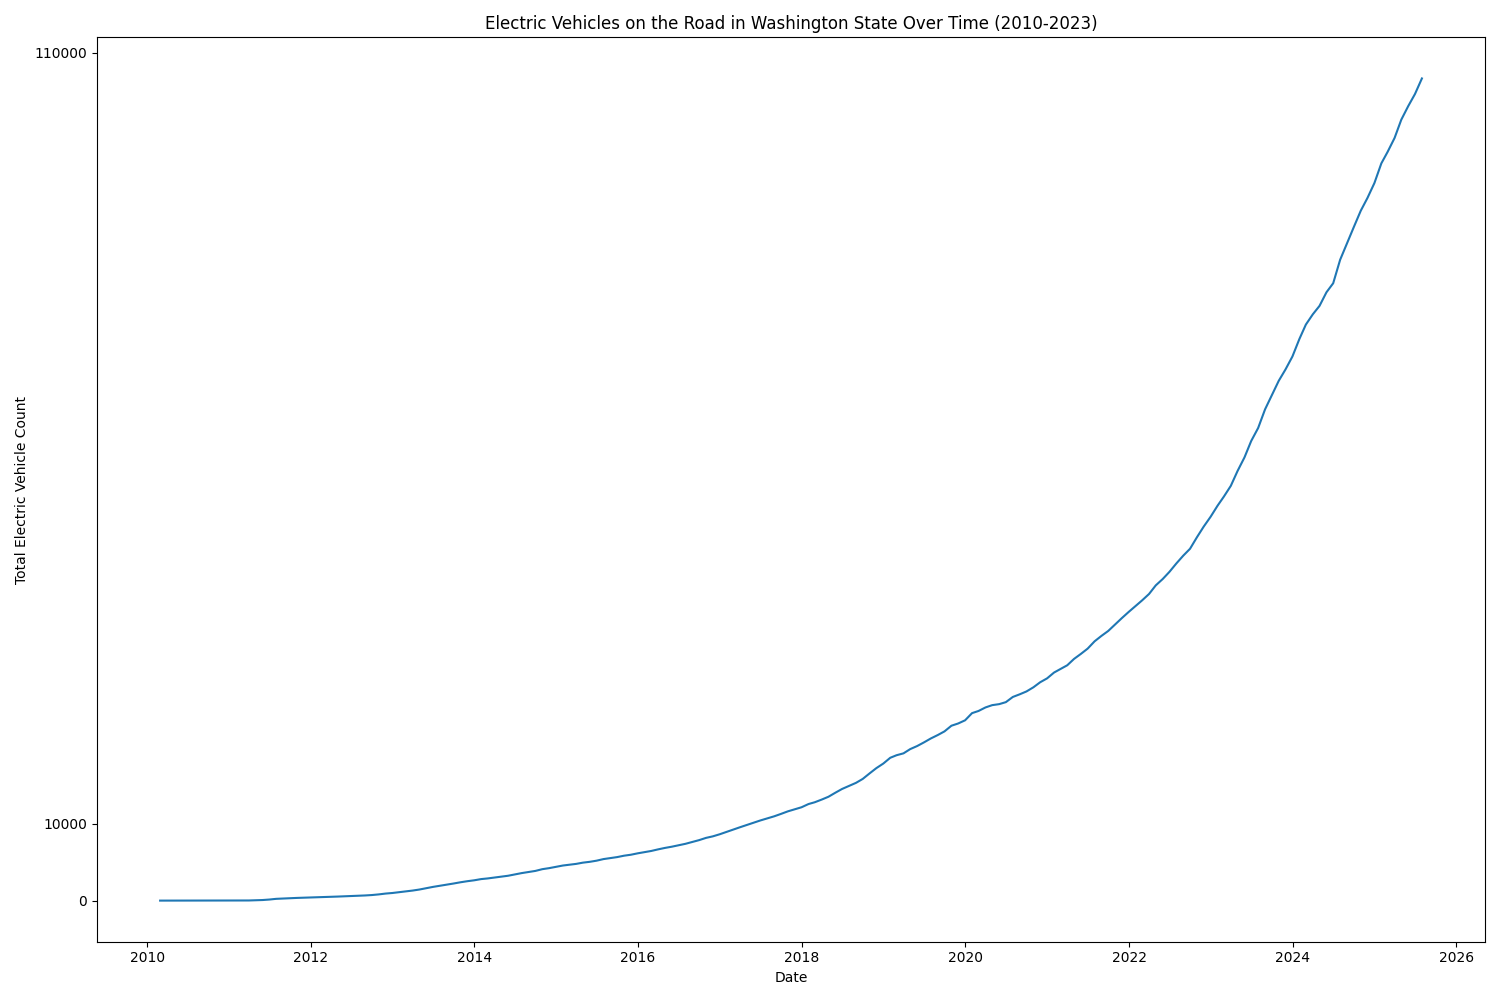 Electric Vehicles on the Road in Washington State Over Time (2010-2023)
110000
10000
0
Total Electric Vehicle Count
2010 2012 2014 2016 2018 2020 2022 2024 2026
Date